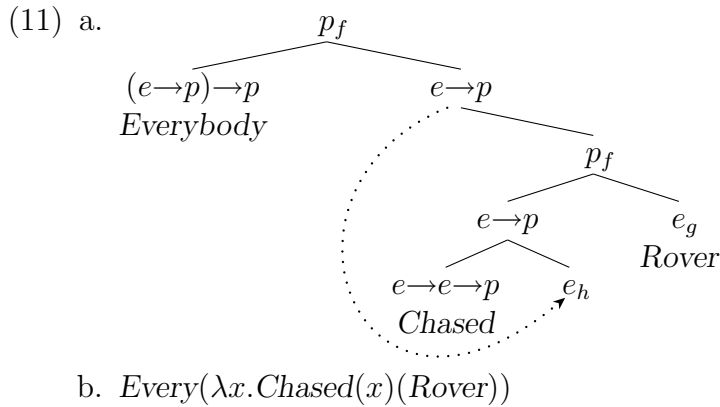 (11) a. p_f
(e→p)→p e→p
Everybody
p_f
e→p e_g
Rover
e→e→p e_h
Chased
b. Every(λx.Chased(x)(Rover))